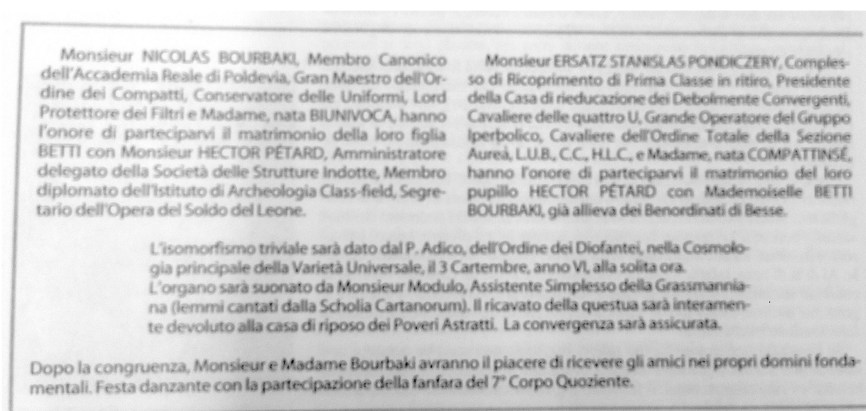 Monsieur NICOLAS BOURBAKI, Membro Canonico
dell'Accademia Reale di Poldevia, Gran Maestro dell'Or-
dine dei Compatti, Conservatore delle Uniformi, Lord
Protettore dei Filtri e Madame, nata BIUNIVOCA, hanno
l'onore di parteciparvi il matrimonio della loro figlia
BETTI con Monsieur HECTOR PÉTARD, Amministratore
delegato della Società delle Strutture Indotte, Membro
diplomato dell'Istituto di Archeologia Class-field, Segre-
tario dell'Opera del Soldo del Leone.
Monsieur ERSATZ STANISLAS PONDICZERY, Comples-
so di Ricoprimento di Prima Classe in ritiro, Presidente
della Casa di rieducazione dei Debolmente Convergenti,
Cavaliere delle quattro U, Grande Operatore del Gruppo
Iperbolico, Cavaliere dell'Ordine Totale della Sezione
Aurea, L.U.B., C.C., H.L.C., e Madame, nata COMPATTINSÉ,
hanno l'onore di parteciparvi il matrimonio del loro
pupillo HECTOR PÉTARD con Mademoiselle BETTI
BOURBAKI, già allieva dei Benordinati di Besse.
L'isomorfismo triviale sarà dato dal P. Adico, dell'Ordine dei Diofantei, nella Cosmolo-
gia principale della Varietà Universale, il 3 Cartembre, anno VI, alla solita ora.
L'organo sarà suonato da Monsieur Modulo, Assistente Simplesso della Grassmannia-
na (lemmi cantati dalla Scholia Cartanorum). Il ricavato della questua sarà interamen-
te devoluto alla casa di riposo dei Poveri Astratti. La convergenza sarà assicurata.
Dopo la congruenza, Monsieur e Madame Bourbaki avranno il piacere di ricevere gli amici nei propri domini fonda-
mentali. Festa danzante con la partecipazione della fanfara del 7° Corpo Quoziente.